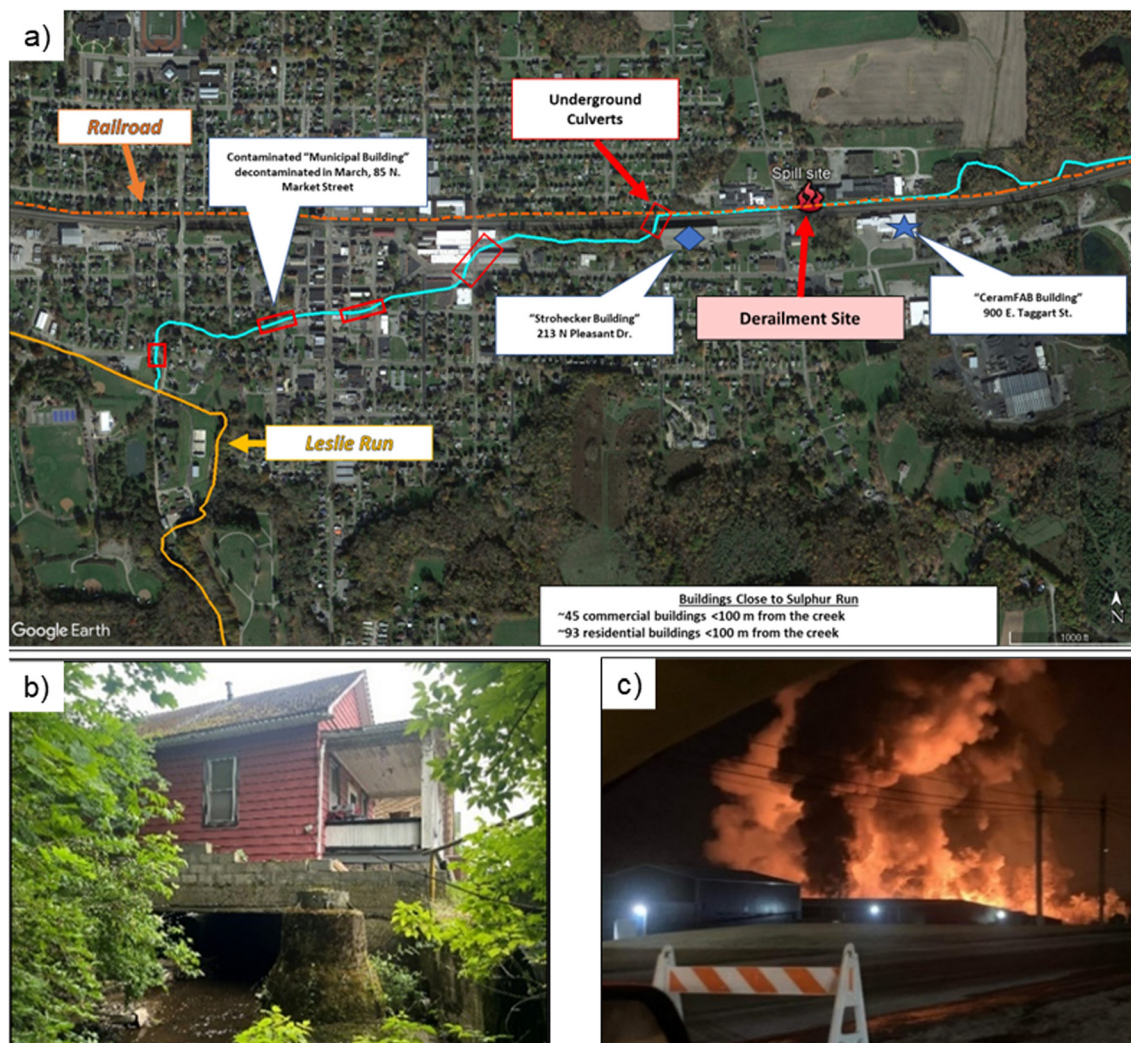 a)
Railroad
Contaminated “Municipal Building”
decontaminated in March, 85 N.
Market Street
Underground
Culverts
Spill site
“Strohecker Building”
213 N Pleasant Dr.
Derailment Site
“CeramFAB Building”
900 E. Taggart St.
Leslie Run
Buildings Close to Sulphur Run
~45 commercial buildings <100 m from the creek
~93 residential buildings <100 m from the creek
Google Earth
N
1000 ft
b)
c)